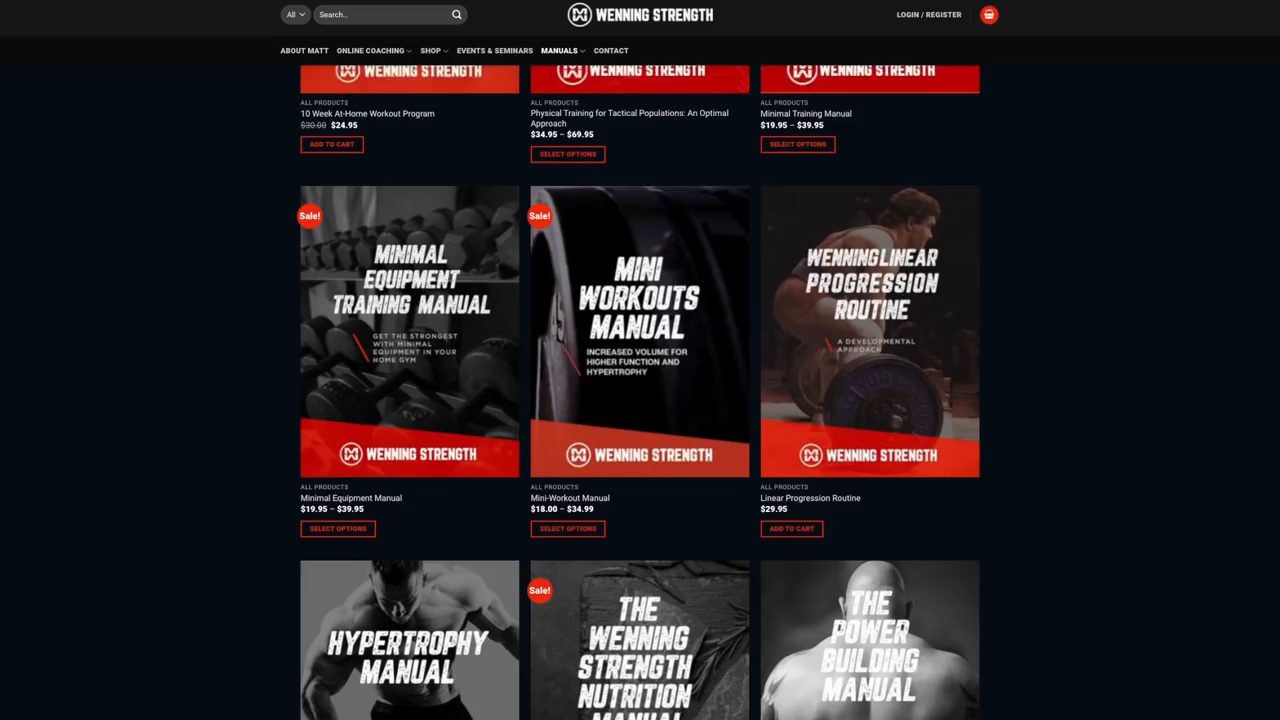 All
Search...
WENNING STRENGTH
LOGIN / REGISTER
ABOUT MATT
ONLINE COACHING
SHOP
EVENTS & SEMINARS
MANUALS
CONTACT
WENNING STRENGTH
WENNING STRENGTH
WENNING STRENGTH
ALL PRODUCTS
10 Week At-Home Workout Program
$30.00 $24.95
ADD TO CART
ALL PRODUCTS
Physical Training for Tactical Populations: An Optimal
Approach
$34.95 – $69.95
SELECT OPTIONS
ALL PRODUCTS
Minimal Training Manual
$19.95 – $39.95
SELECT OPTIONS
Sale!
MINIMAL
EQUIPMENT
TRAINING MANUAL
GET THE STRONGEST
WITH MINIMAL
EQUIPMENT IN YOUR
HOME GYM
WENNING STRENGTH
ALL PRODUCTS
Minimal Equipment Manual
$19.95 – $39.95
SELECT OPTIONS
Sale!
MINI
WORKOUTS
MANUAL
INCREASED VOLUME FOR
HIGHER FUNCTION AND
HYPERTROPHY
WENNING STRENGTH
ALL PRODUCTS
Mini-Workout Manual
$18.00 – $34.99
SELECT OPTIONS
WENNINGLINEAR
PROGRESSION
ROUTINE
A DEVELOPMENTAL
APPROACH
WENNING STRENGTH
ALL PRODUCTS
Linear Progression Routine
$29.95
ADD TO CART
HYPERTROPHY
MANUAL
Sale!
THE
WENNING
STRENGTH
NUTRITION
MANUAL
THE
POWER
BUILDING
MANUAL